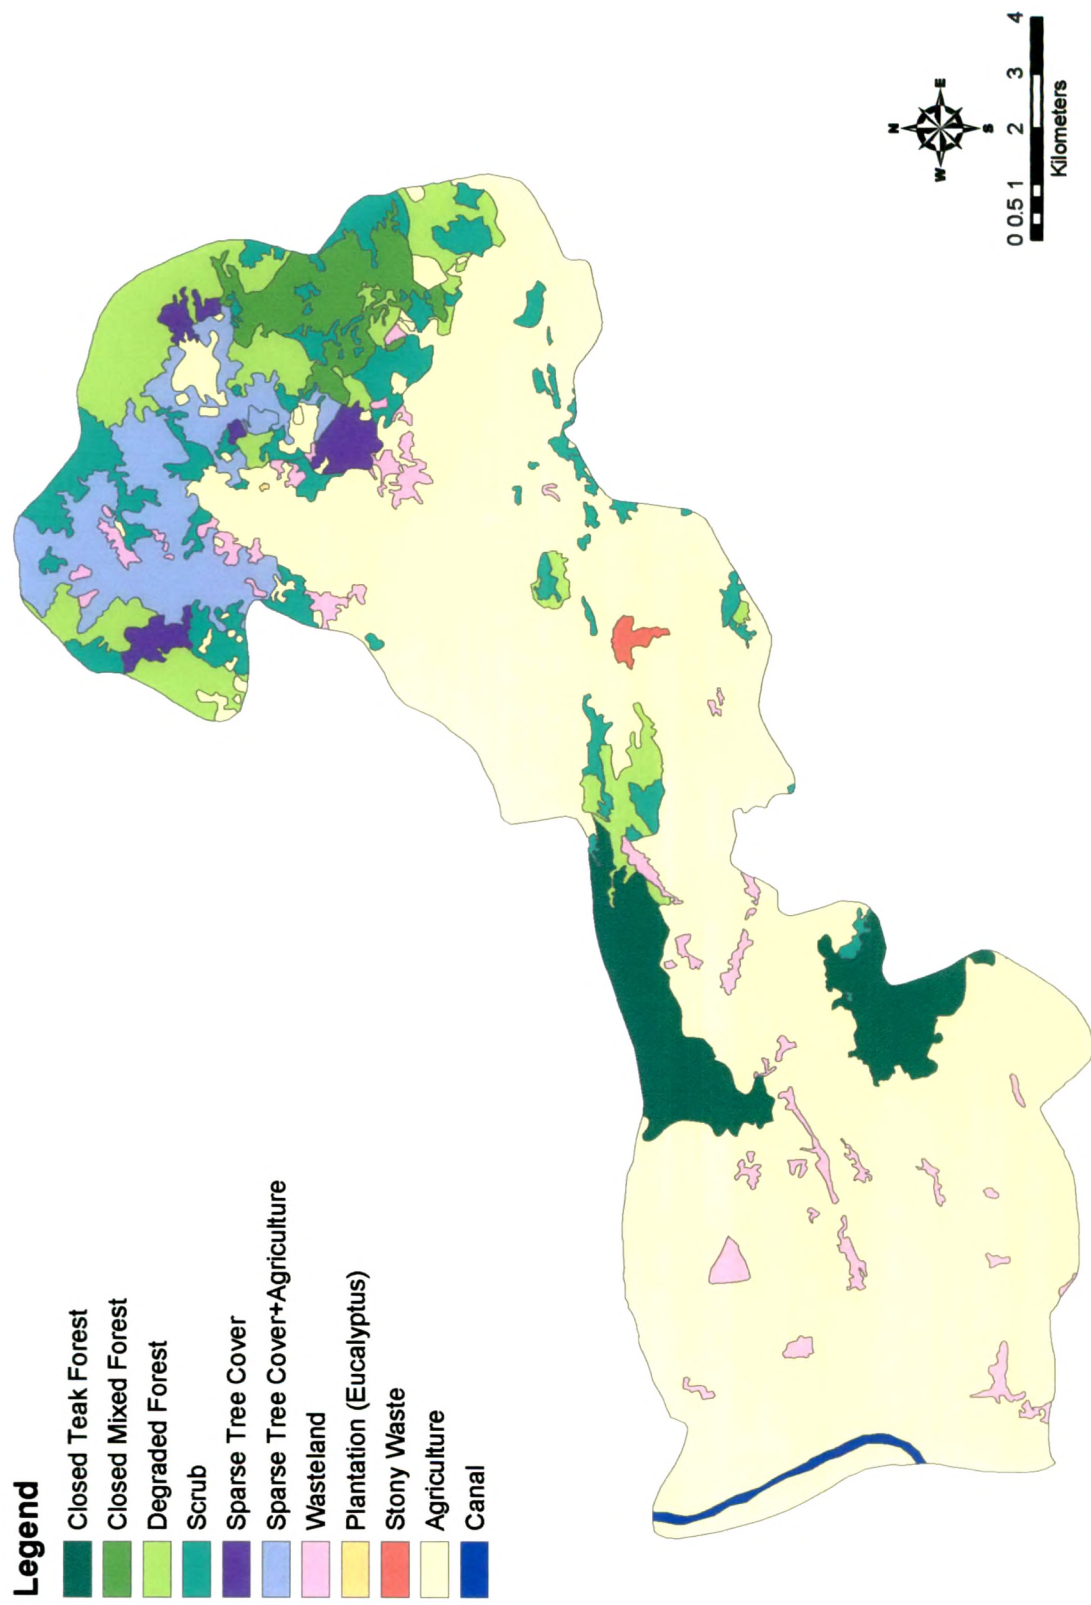 Legend
Closed Teak Forest
Closed Mixed Forest
Degraded Forest
Scrub
Sparse Tree Cover
Sparse Tree Cover+Agriculture
Wasteland
Plantation (Eucalyptus)
Stony Waste
Agriculture
Canal
N
W E
S
0 0.5 1 2 3 4
Kilometers